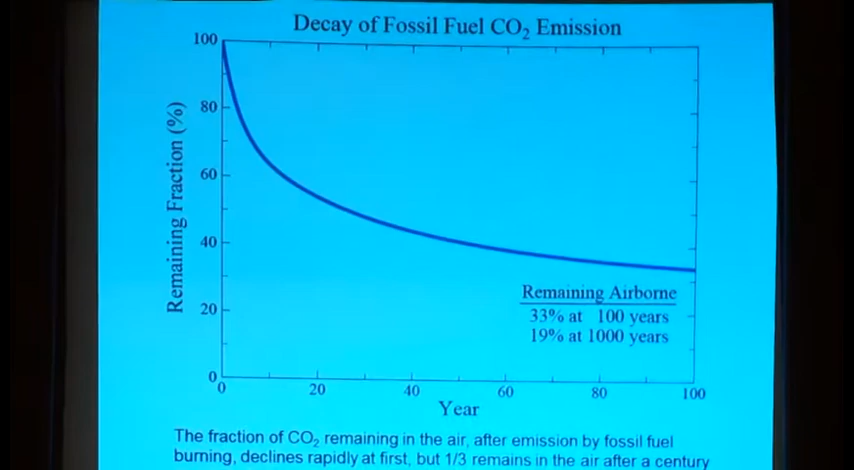 Decay of Fossil Fuel CO₂ Emission
100
80
60
40
20
0
Remaining Fraction (%)
Remaining Airborne
33% at 100 years
19% at 1000 years
0 20 40 60 80 100
Year
The fraction of CO₂ remaining in the air, after emission by fossil fuel
burning, declines rapidly at first, but 1/3 remains in the air after a century